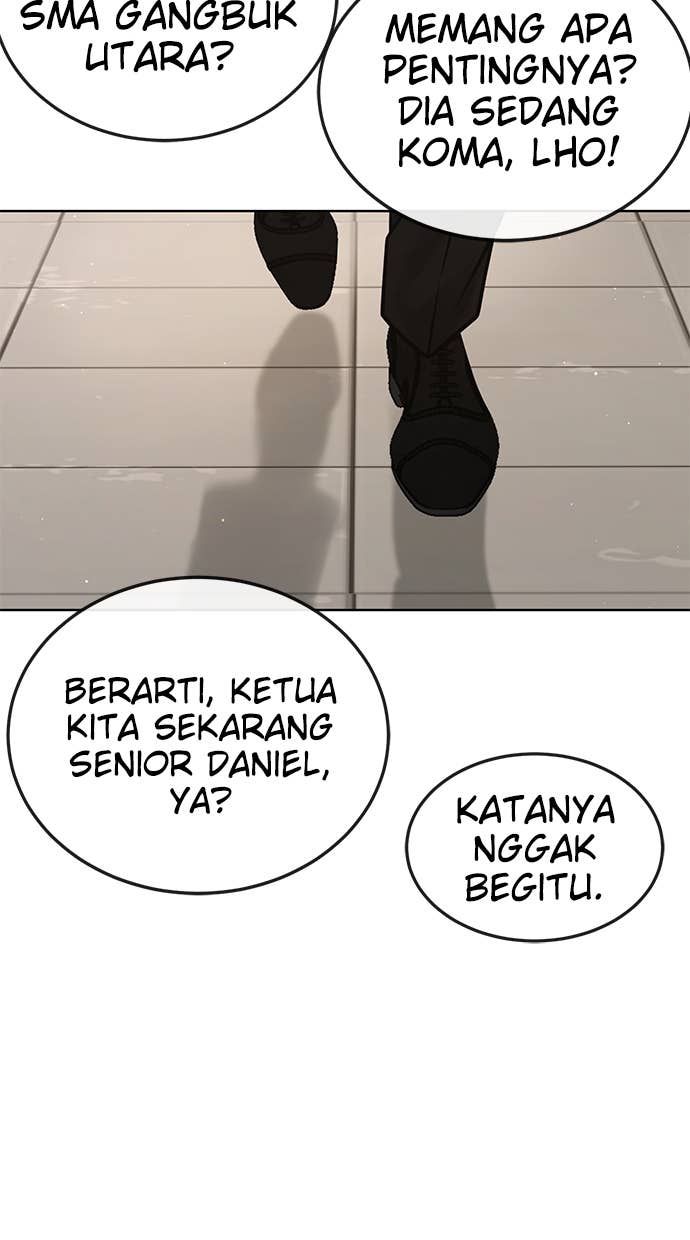 SMA GANGBUK
UTARA?
MEMANG APA
PENTINGNYA?
DIA SEDANG
KOMA, LHO!
BERARTI, KETUA
KITA SEKARANG
SENIOR DANIEL,
YA?
KATANYA
NGGAK
BEGITU.